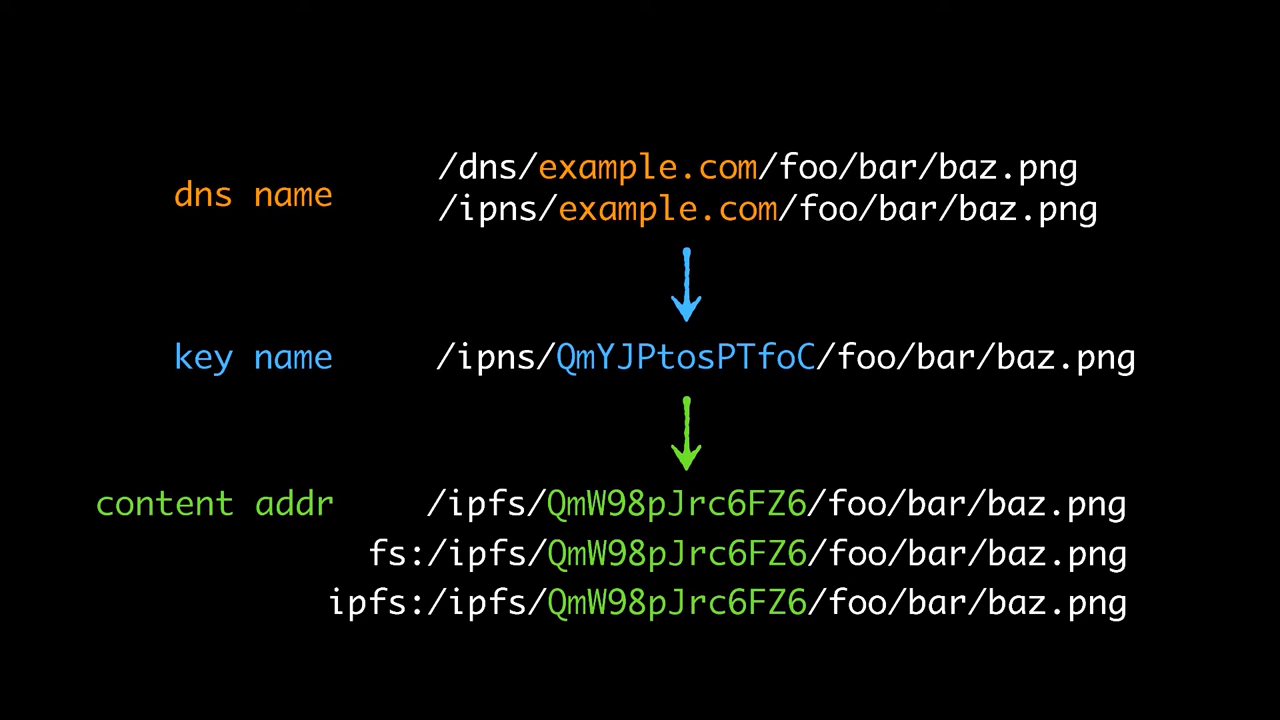 /dns/example.com/foo/bar/baz.png
dns name
/ipns/example.com/foo/bar/baz.png
key name /ipns/QmYJPtosPTfoC/foo/bar/baz.png
content addr /ipfs/QmW98pJrc6FZ6/foo/bar/baz.png
fs:/ipfs/QmW98pJrc6FZ6/foo/bar/baz.png
ipfs:/ipfs/QmW98pJrc6FZ6/foo/bar/baz.png